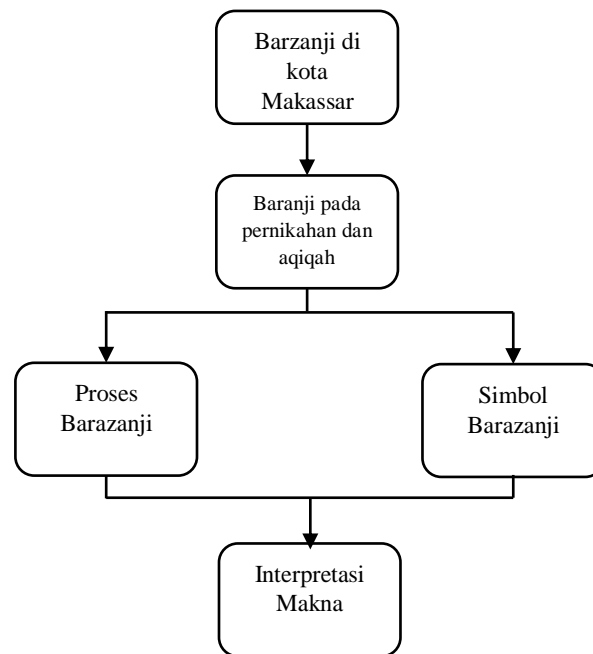 Barzanji di
kota
Makassar
Baranji pada
pernikahan dan
aqiqah
Proses
Barazanji
Simbol
Barazanji
Interpretasi
Makna